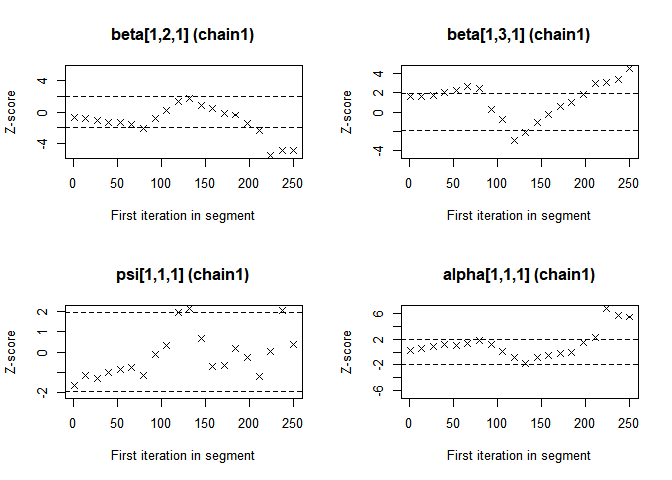 beta[1,2,1] (chain1)
Z-score
4
0
-4
0 50 100 150 200 250
First iteration in segment
beta[1,3,1] (chain1)
Z-score
4
2
0
-4
0 50 100 150 200 250
First iteration in segment
psi[1,1,1] (chain1)
Z-score
2
1
0
-2
0 50 100 150 200 250
First iteration in segment
alpha[1,1,1] (chain1)
Z-score
6
2
-2
-6
0 50 100 150 200 250
First iteration in segment